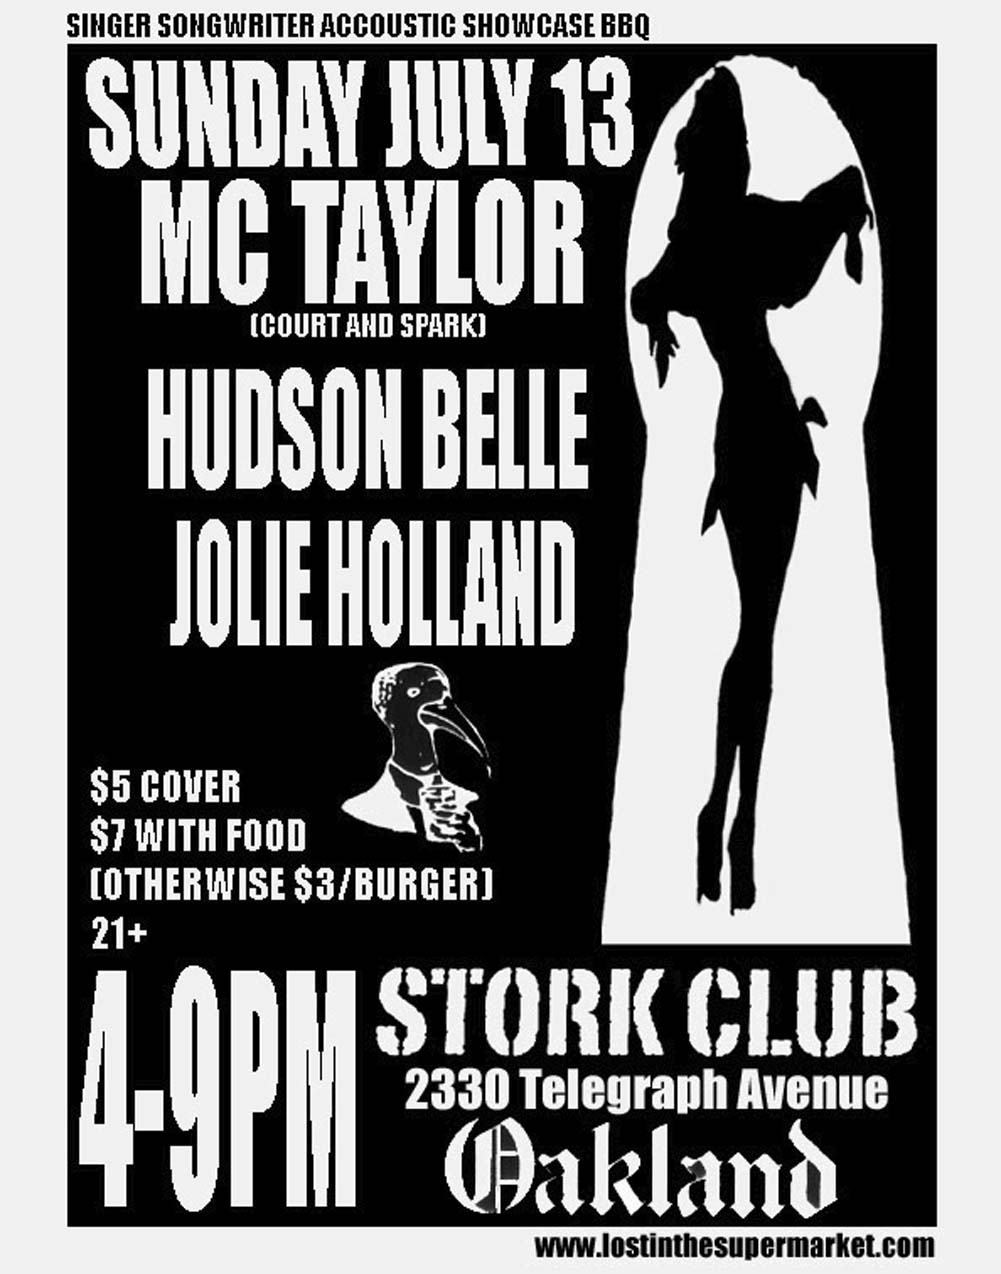 SINGER SONGWRITER ACCOUSTIC SHOWCASE BBQ
SUNDAY JULY 13
MC TAYLOR
(COURT AND SPARK)
HUDSON BELLE
JOLIE HOLLAND
$5 COVER
$7 WITH FOOD
(OTHERWISE $3/BURGER)
21+
4-9PM
STORK CLUB
2330 Telegraph Avenue
Oakland
www.lostinthesupermarket.com